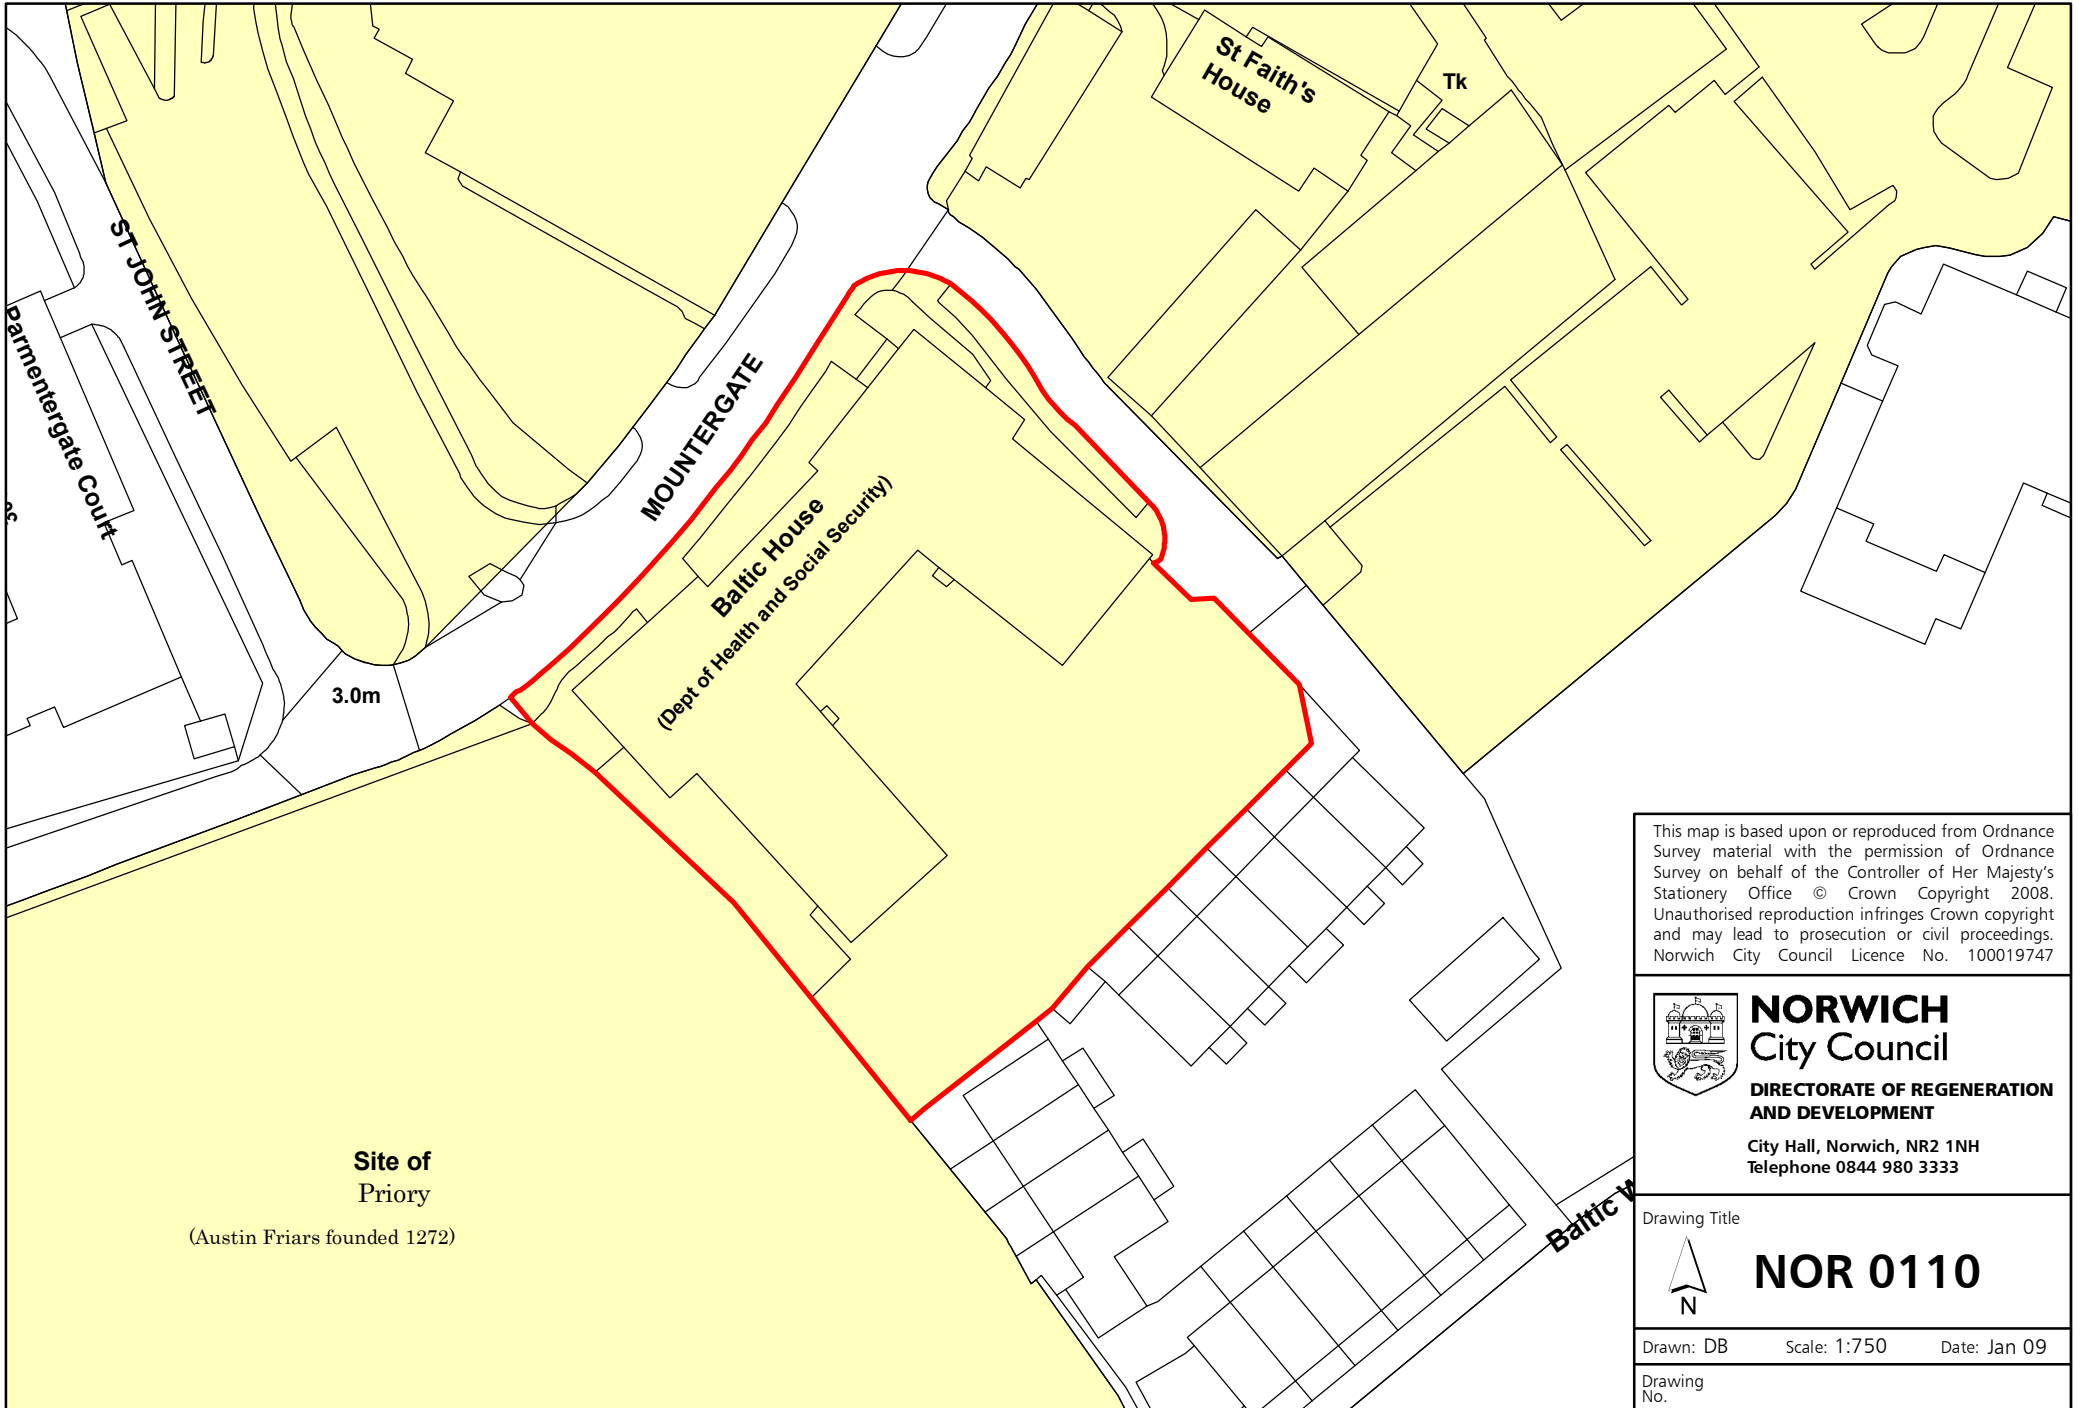 St Faith's
House
Tk
ST JOHN STREET
Parmentergate Court
MOUNTERGATE
Baltic House
(Dept of Health and Social Security)
3.0m
Site of
Priory
(Austin Friars founded 1272)
Baltic W
This map is based upon or reproduced from Ordnance
Survey material with the permission of Ordnance
Survey on behalf of the Controller of Her Majesty's
Stationery Office © Crown Copyright 2008.
Unauthorised reproduction infringes Crown copyright
and may lead to prosecution or civil proceedings.
Norwich City Council Licence No. 100019747
NORWICH
City Council
DIRECTORATE OF REGENERATION
AND DEVELOPMENT
City Hall, Norwich, NR2 1NH
Telephone 0844 980 3333
Drawing Title
NOR 0110
N
Drawn: DB Scale: 1:750 Date: Jan 09
Drawing
No.